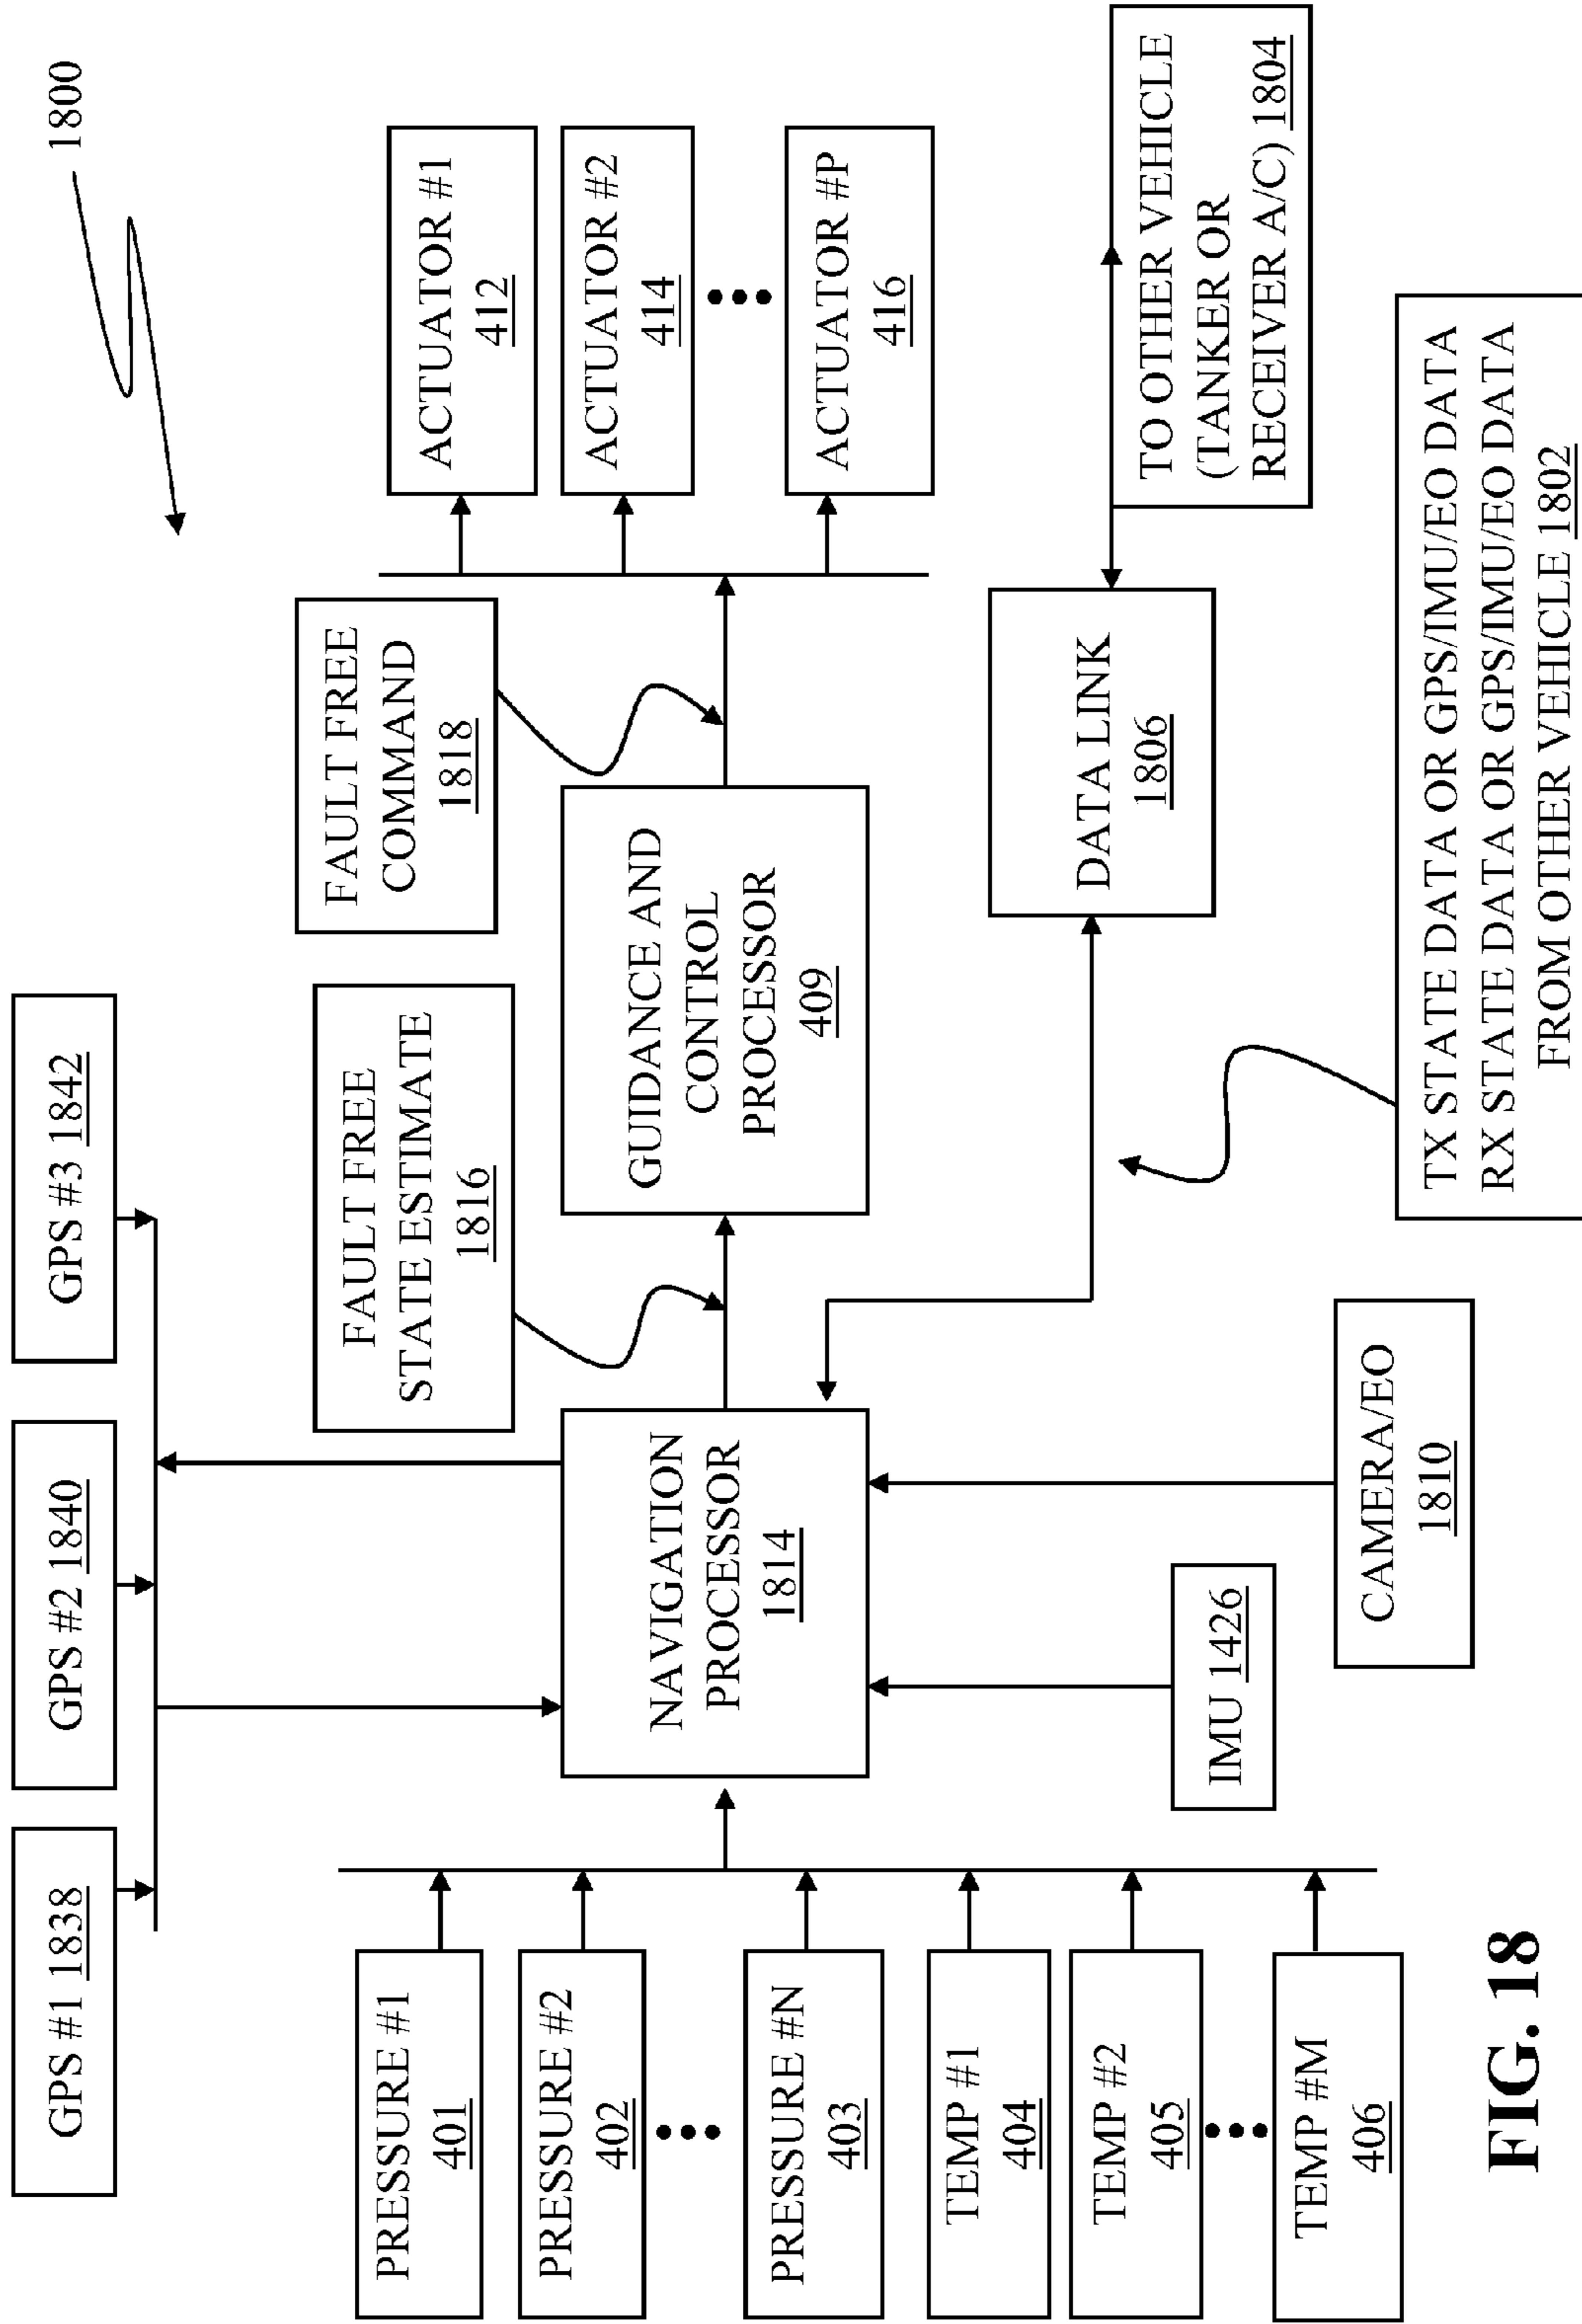 1800
GPS #1 1838
GPS #2 1840
GPS #3 1842
PRESSURE #1
401
PRESSURE #2
402
PRESSURE #N
403
TEMP #1
404
TEMP #2
405
TEMP #M
406
NAVIGATION
PROCESSOR
1814
IMU 1426
CAMERA/EO
1810
FAULT FREE
STATE ESTIMATE
1816
GUIDANCE AND
CONTROL
PROCESSOR
409
FAULT FREE
COMMAND
1818
ACTUATOR #1
412
ACTUATOR #2
414
ACTUATOR #P
416
DATA LINK
1806
TO OTHER VEHICLE
(TANKER OR
RECEIVER A/C) 1804
TX STATE DATA OR GPS/IMU/EO DATA
RX STATE DATA OR GPS/IMU/EO DATA
FROM OTHER VEHICLE 1802
FIG. 18